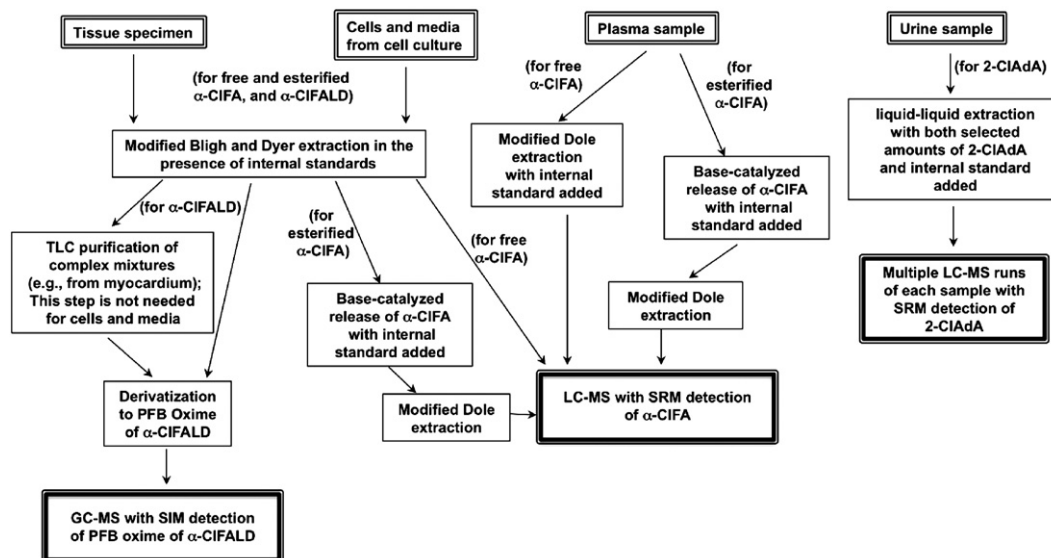 Tissue specimen
Cells and media
from cell culture
Plasma sample
Urine sample
(for free and esterified
α-ClFA, and α-ClFALD)
(for free
α-ClFA)
(for
esterified
α-ClFA)
(for 2-ClAdA)
Modified Bligh and Dyer extraction in the
presence of internal standards
Modified Dole
extraction
with internal
standard added
Base-catalyzed
release of α-ClFA
with internal
standard added
liquid-liquid extraction
with both selected
amounts of 2-ClAdA
and internal standard
added
(for α-ClFALD)
(for
esterified
α-ClFA)
(for free
α-ClFA)
TLC purification of
complex mixtures
(e.g., from myocardium);
This step is not needed
for cells and media
Base-catalyzed
release of α-ClFA
with internal
standard added
Modified Dole
extraction
Multiple LC-MS runs
of each sample with
SRM detection of
2-ClAdA
Derivatization
to PFB Oxime
of α-ClFALD
Modified Dole
extraction
LC-MS with SRM detection
of α-ClFA
GC-MS with SIM detection
of PFB oxime of α-ClFALD